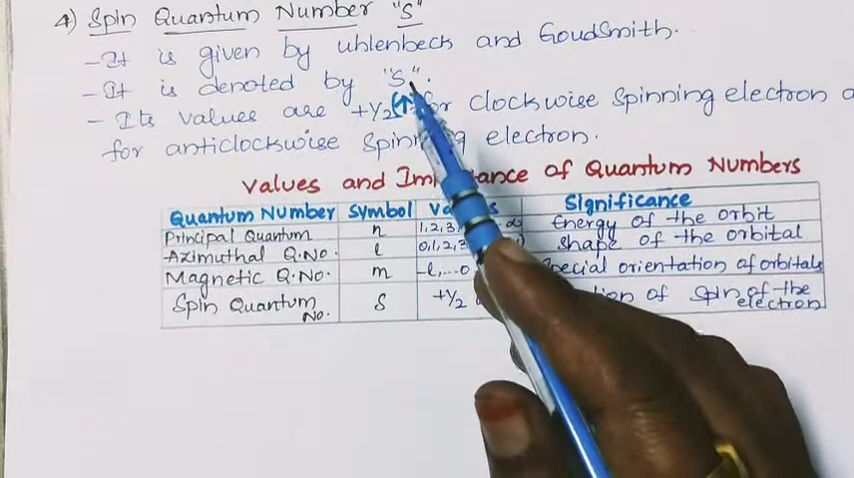 4) Spin Quantum Number "S"
- It is given by Uhlenbeck and GoudSmith.
- It is denoted by "S".
- Its values are +1/2 (↑) for clockwise spinning electron
for anticlockwise spinning electron.
Values and of Quantum Numbers
Quantum Number Symbol Significance
Principal Quantum n 1, 2, 3, ∞ Energy of the orbit
Azimuthal Q.No. l 0, 1, 2, 3 shape of the orbital
Magnetic Q.No. m -l, ...0 orientation of orbitals
Spin Quantum No. s +1/2 of spin of the electron